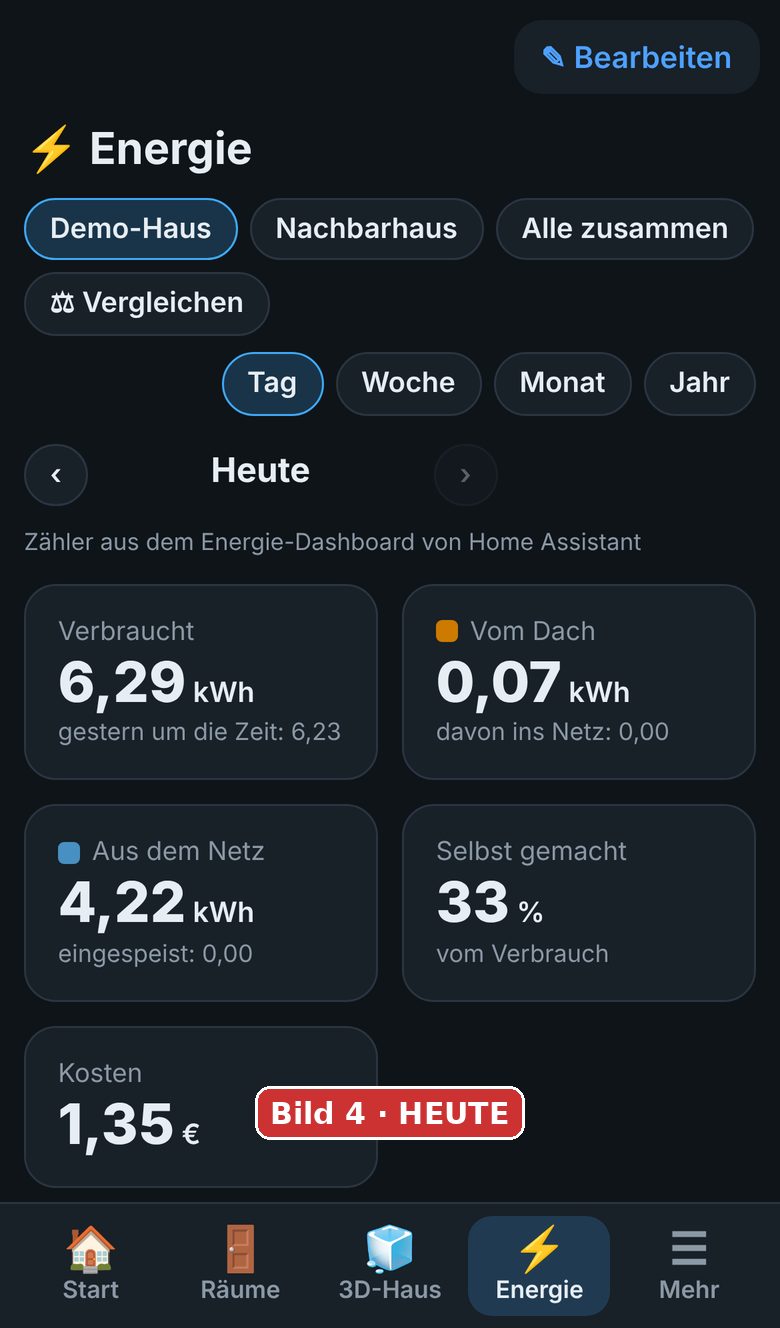 ✎ Bearbeiten
⚡ Energie
Demo-Haus
Nachbarhaus
Alle zusammen
⚖ Vergleichen
Tag
Woche
Monat
Jahr
‹
Heute
›
Zähler aus dem Energie-Dashboard von Home Assistant
Verbraucht
6,29 kWh
gestern um die Zeit: 6,23
Vom Dach
0,07 kWh
davon ins Netz: 0,00
Aus dem Netz
4,22 kWh
eingespeist: 0,00
Selbst gemacht
33 %
vom Verbrauch
Kosten
1,35 €
Bild 4 · HEUTE
Start
Räume
3D-Haus
Energie
Mehr